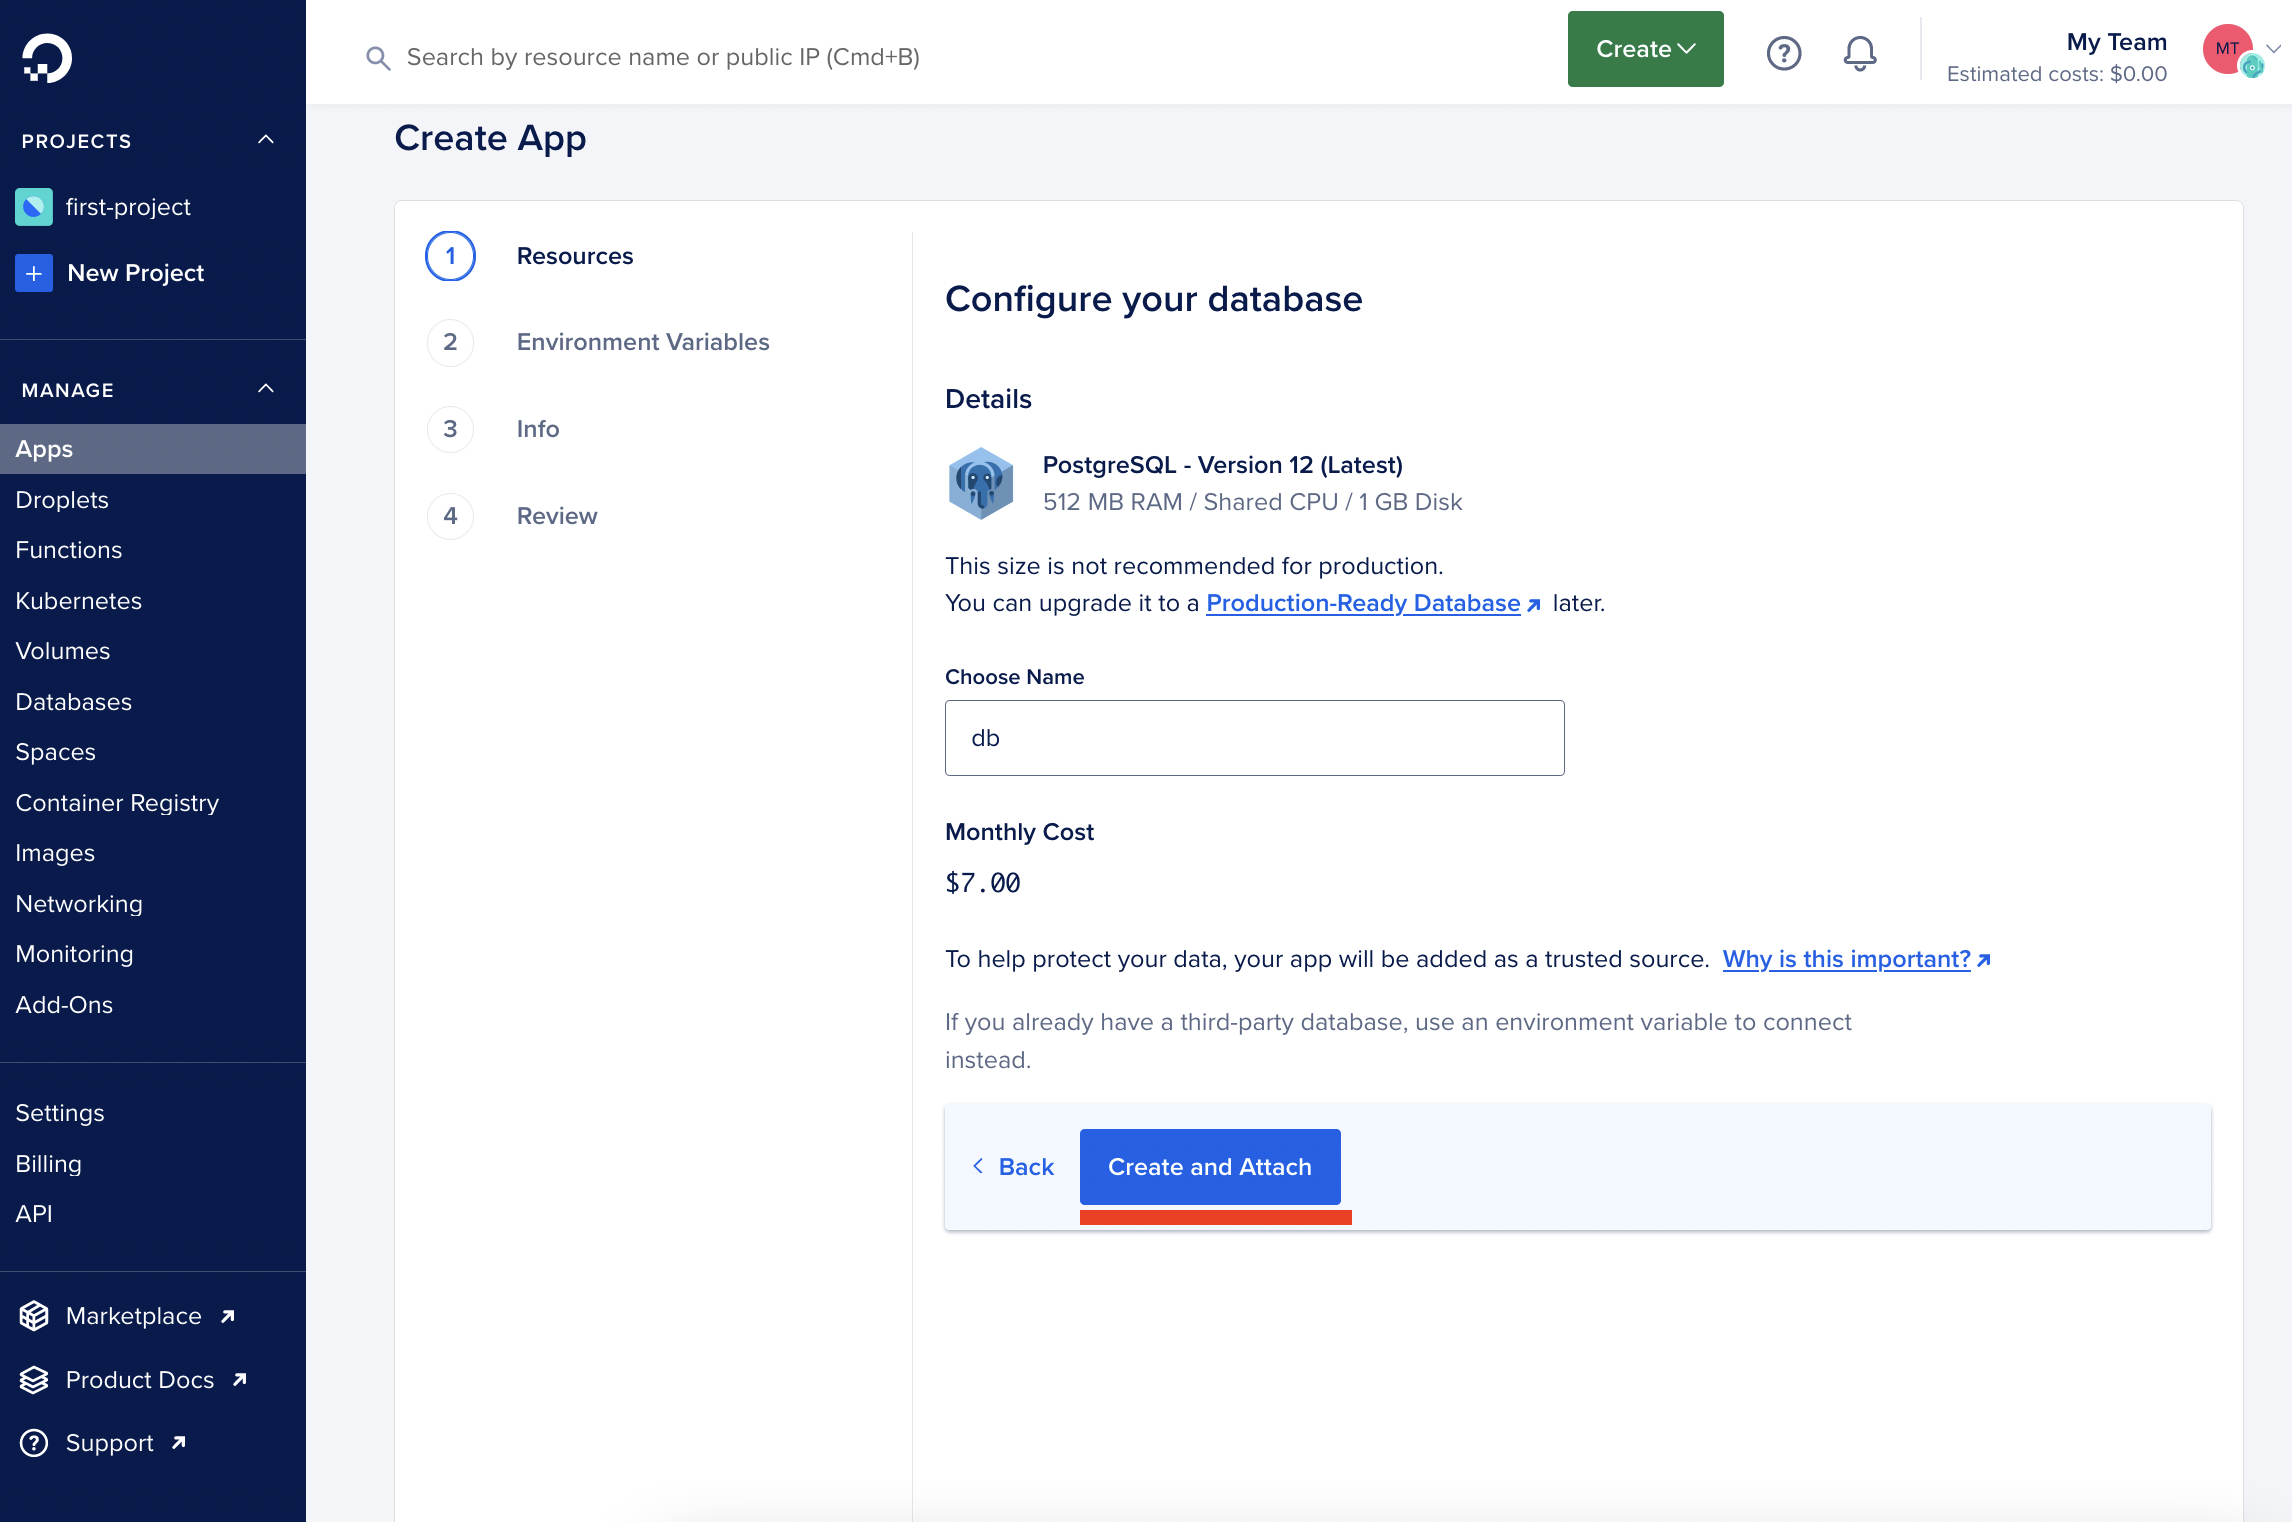 Search by resource name or public IP (Cmd+B)
Create
My Team
Estimated costs: $0.00
MT
PROJECTS
first-project
New Project
MANAGE
Apps
Droplets
Functions
Kubernetes
Volumes
Databases
Spaces
Container Registry
Images
Networking
Monitoring
Add-Ons
Settings
Billing
API
Marketplace
Product Docs
Support
Create App
1 Resources
2 Environment Variables
3 Info
4 Review
Configure your database
Details
PostgreSQL - Version 12 (Latest)
512 MB RAM / Shared CPU / 1 GB Disk
This size is not recommended for production.
You can upgrade it to a Production-Ready Database later.
Choose Name
db
Monthly Cost
$7.00
To help protect your data, your app will be added as a trusted source. Why is this important?
If you already have a third-party database, use an environment variable to connect
instead.
Back
Create and Attach